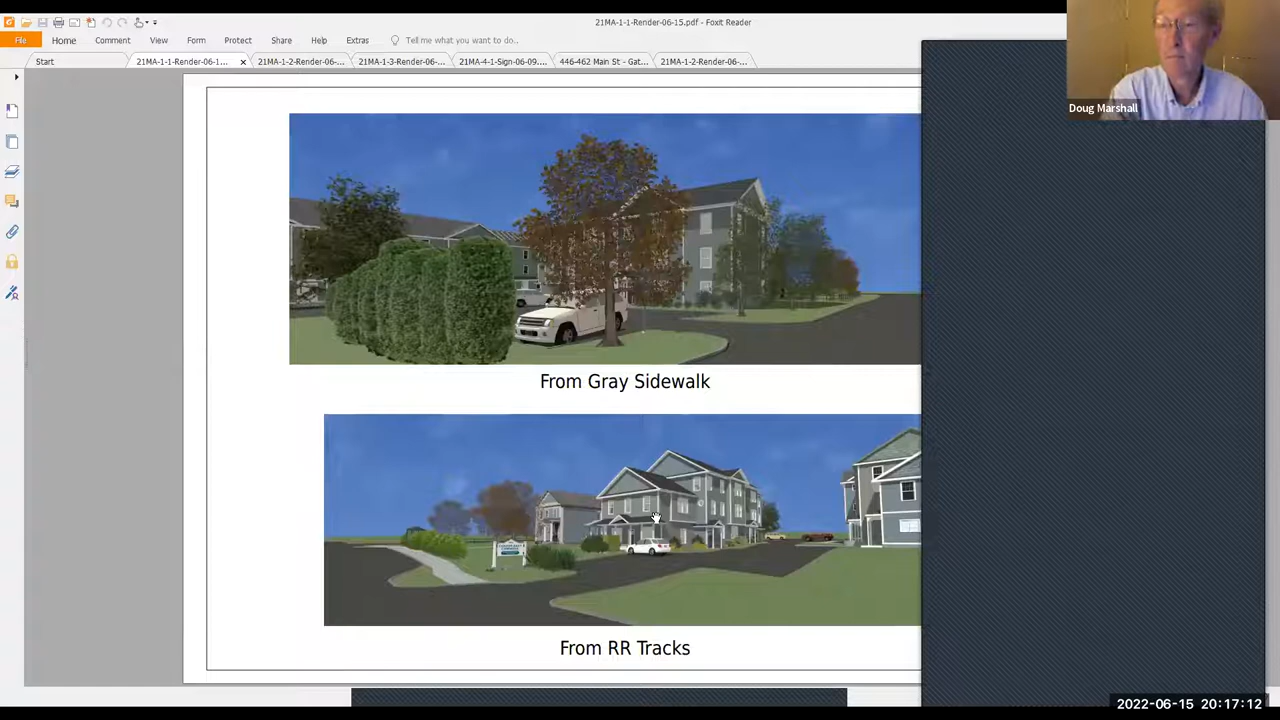 21MA-1-1-Render-06-15.pdf - Foxit Reader
File Home Comment View Form Protect Share Help Extras Tell me what you want to do..
Start 21MA-1-1-Render-06-1... 21MA-1-2-Render-06-... 21MA-1-3-Render-06-... 21MA-4-1-Sign-06-09.... 446-462 Main St - Gat... 21MA-1-2-Render-06-...
Doug Marshall
From Gray Sidewalk
From RR Tracks
2022-06-15 20:17:12